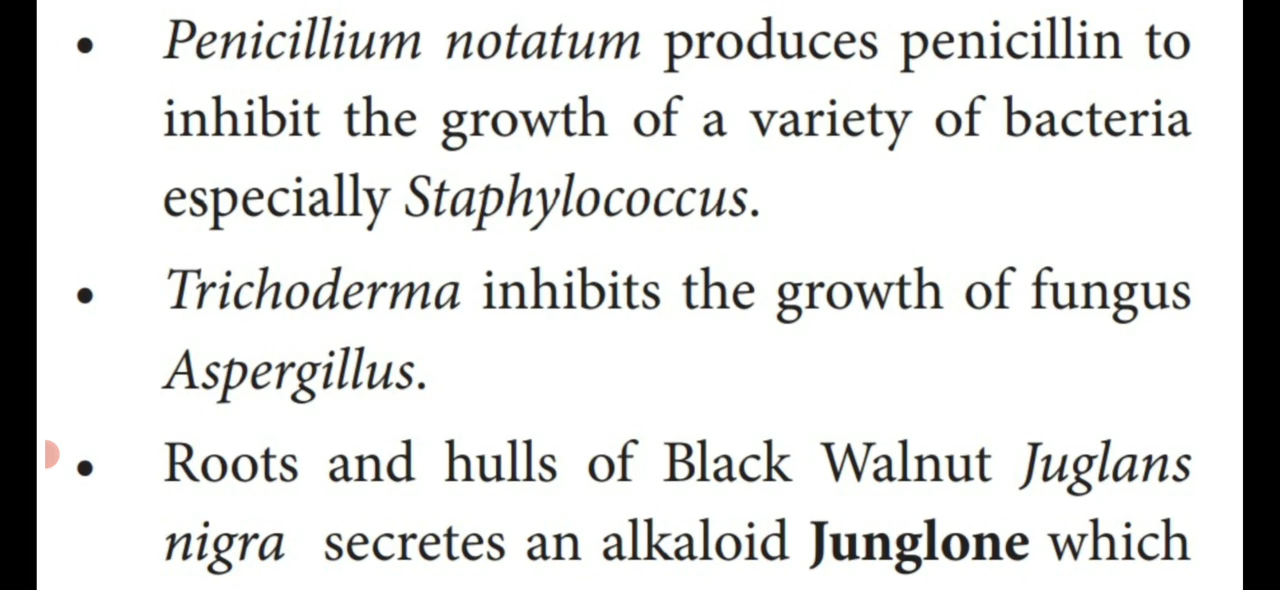 • Penicillium notatum produces penicillin to
inhibit the growth of a variety of bacteria
especially Staphylococcus.
• Trichoderma inhibits the growth of fungus
Aspergillus.
• Roots and hulls of Black Walnut Juglans
nigra secretes an alkaloid Junglone which